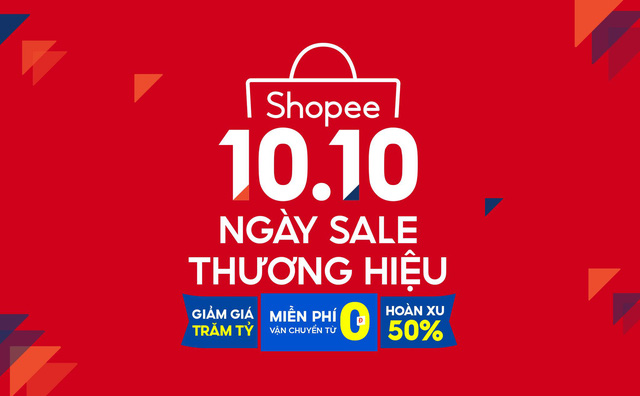 Shopee
10.10
NGÀY SALE
THƯƠNG HIỆU
GIẢM GIÁ
TRĂM TỶ
MIỄN PHÍ
VẬN CHUYỂN TỪ
0Đ
HOÀN XU
50%